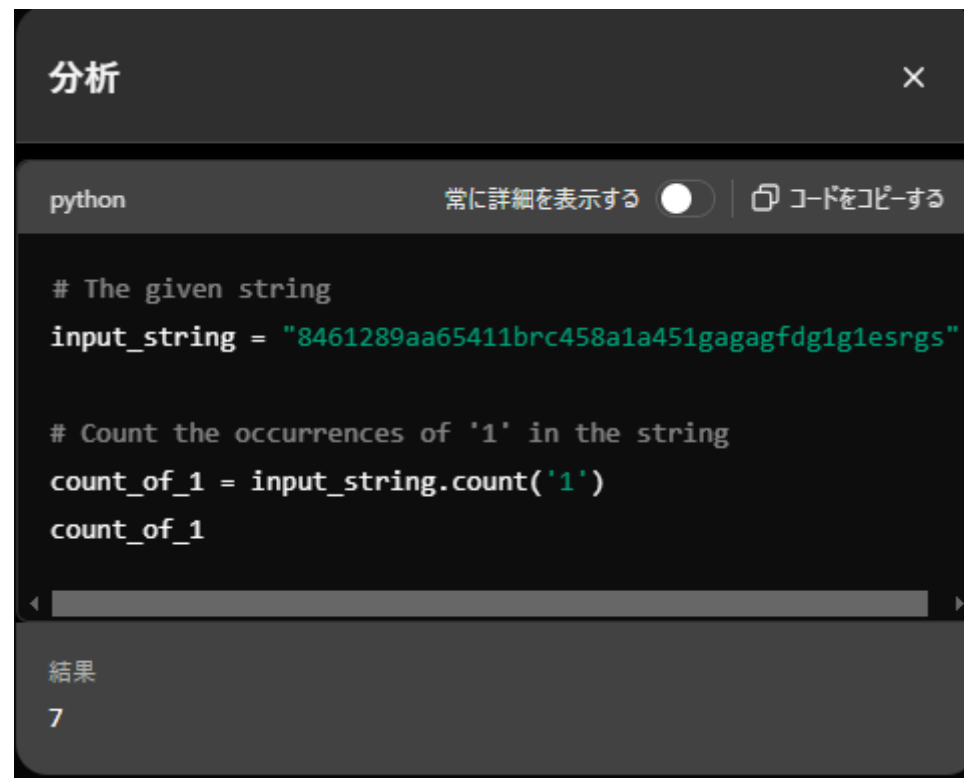 分析
python 常に詳細を表示する コードをコピーする
# The given string
input_string = "8461289aa65411brc458a1a451gagagfdg1g1esrgs"
# Count the occurrences of '1' in the string
count_of_1 = input_string.count('1')
count_of_1
結果
7